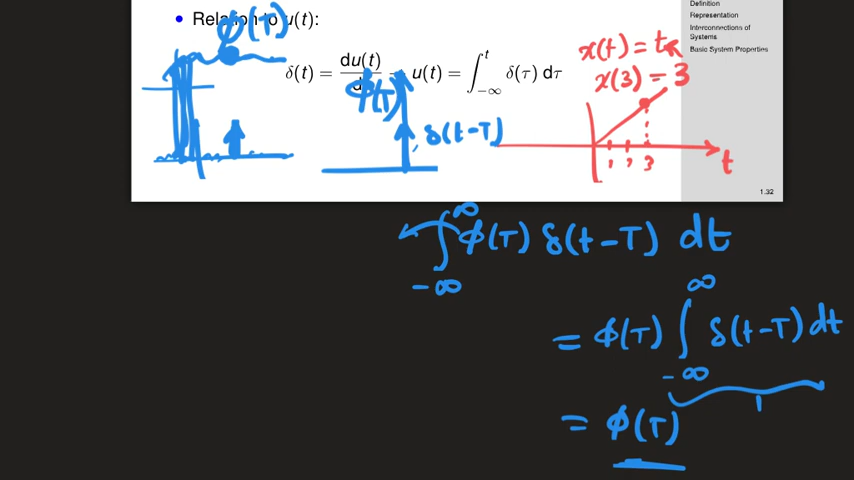 Definition
Representation
Interconnections of
Systems
Basic System Properties
• Relation to u(t):
ϕ(T)
δ(t) = du(t)
u(t) = ∫_{-∞}^{t} δ(τ) dτ
ϕ(T)
δ(t-T)
x(t) = t
x(3) = 3
1 2 3
t
1.32
∫_{-∞}^{∞} ϕ(T) δ(t-T) dt
= ϕ(T) ∫_{-∞}^{∞} δ(t-T) dt
1
= ϕ(T)